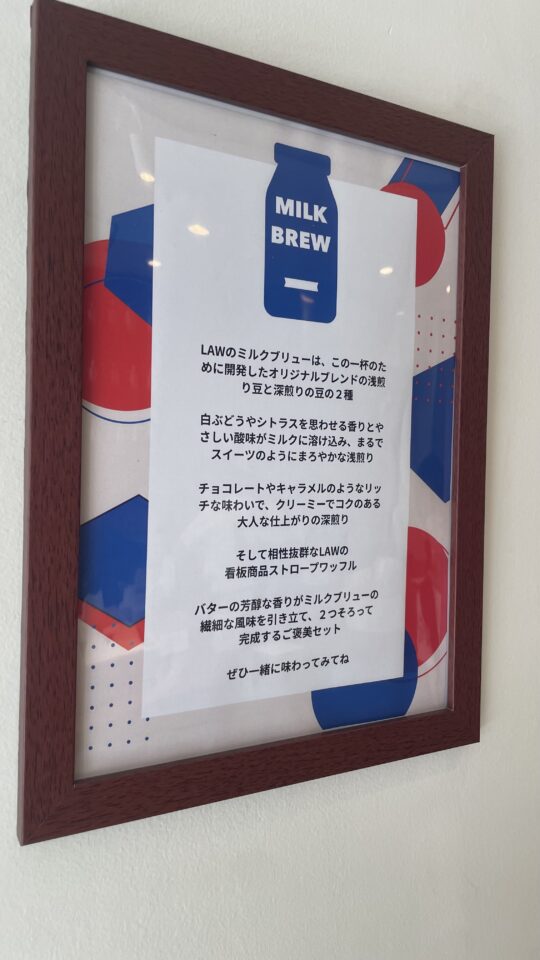 MILK
BREW
LAWのミルクブリューは、この一杯のた
めに開発したオリジナルブレンドの浅煎
り豆と深煎りの豆の２種
白ぶどうやシトラスを思わせる香りとや
さしい酸味がミルクに溶け込み、まるで
スイーツのようにまろやかな浅煎り
チョコレートやキャラメルのようなリッ
チな味わいで、クリーミーでコクのある
大人な仕上がりの深煎り
そして相性抜群なLAWの
看板商品ストロープワッフル
バターの芳醇な香りがミルクブリューの
繊細な風味を引き立て、２つそろって
完成するご褒美セット
ぜひ一緒に味わってみてね